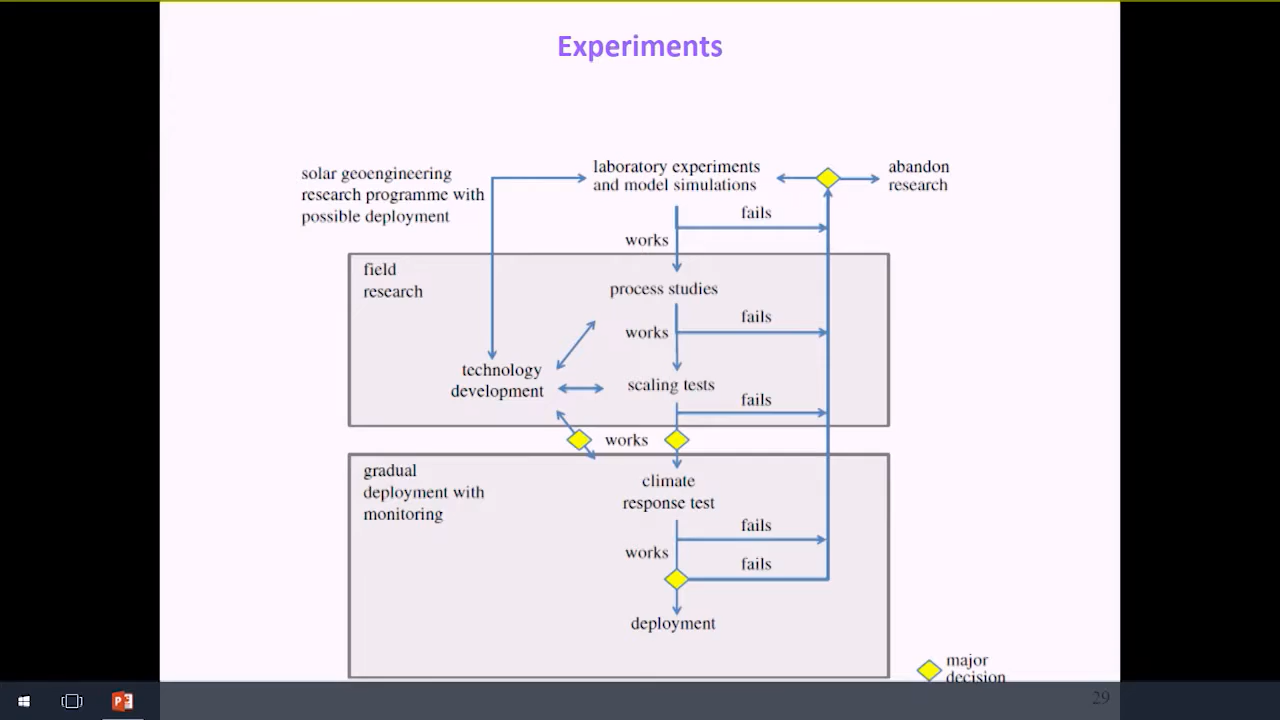 Experiments
solar geoengineering
research programme with
possible deployment
laboratory experiments
and model simulations
abandon
research
fails
works
field
research
process studies
fails
works
technology
development
scaling tests
fails
works
gradual
deployment with
monitoring
climate
response test
fails
works
fails
deployment
major
decision
29